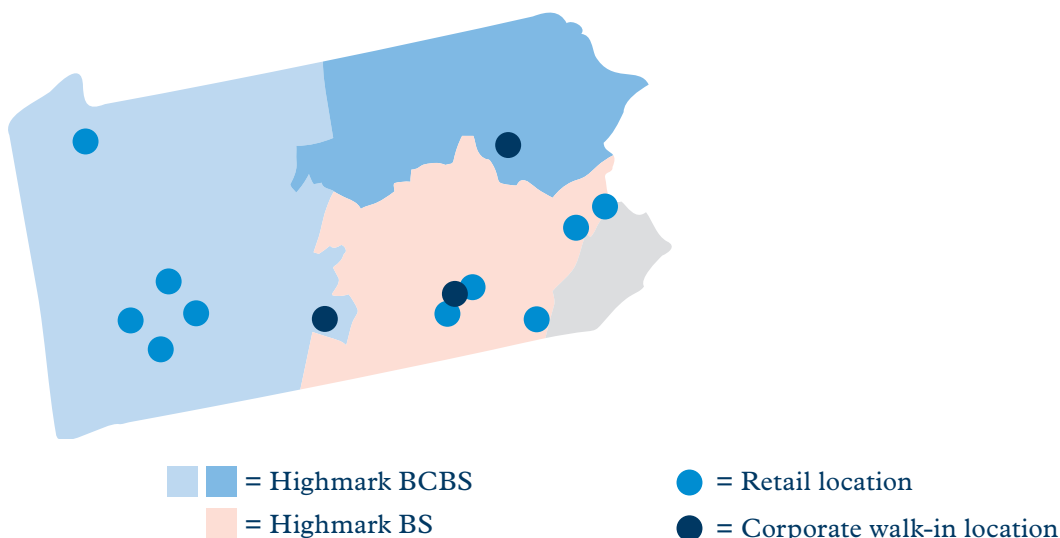 = Highmark BCBS
= Highmark BS
= Retail location
= Corporate walk-in location